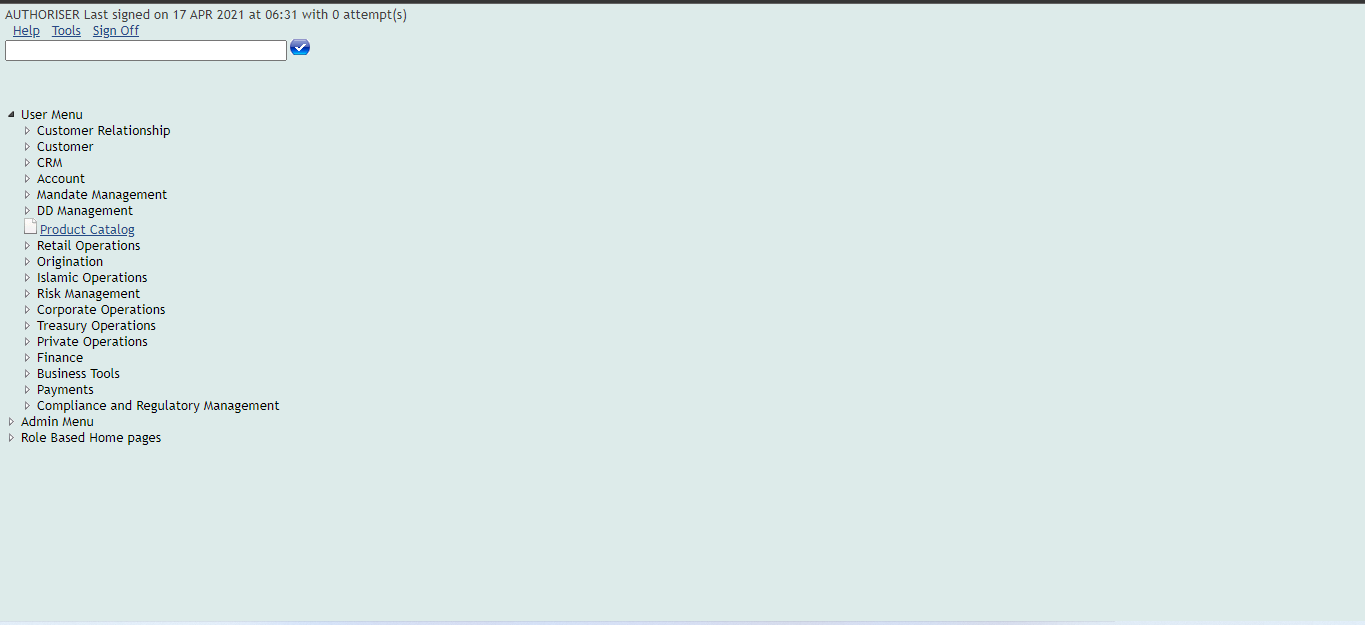 AUTHORISER Last signed on 17 APR 2021 at 06:31 with 0 attempt(s)
Help Tools Sign Off
User Menu
Customer Relationship
Customer
CRM
Account
Mandate Management
DD Management
Product Catalog
Retail Operations
Origination
Islamic Operations
Risk Management
Corporate Operations
Treasury Operations
Private Operations
Finance
Business Tools
Payments
Compliance and Regulatory Management
Admin Menu
Role Based Home pages